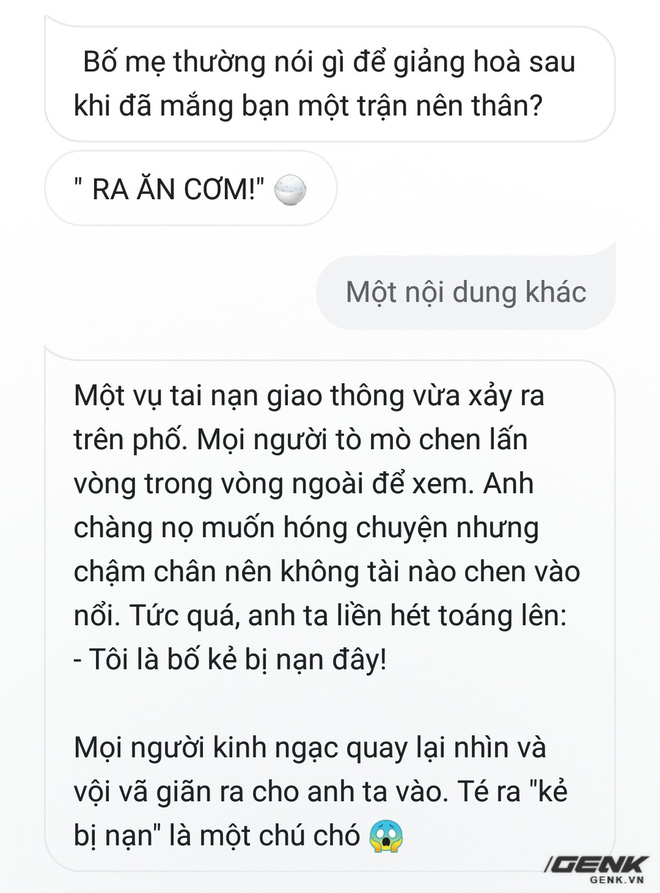 Bố mẹ thường nói gì để giảng hoà sau
khi đã mắng bạn một trận nên thân?
" RA ĂN CƠM!" 🍚
Một nội dung khác
Một vụ tai nạn giao thông vừa xảy ra
trên phố. Mọi người tò mò chen lấn
vòng trong vòng ngoài để xem. Anh
chàng nọ muốn hóng chuyện nhưng
chậm chân nên không tài nào chen vào
nổi. Tức quá, anh ta liền hét toáng lên:
- Tôi là bố kẻ bị nạn đây!
Mọi người kinh ngạc quay lại nhìn và
vội vã giãn ra cho anh ta vào. Té ra "kẻ
bị nạn" là một chú chó 😱
GENK
GENK.VN